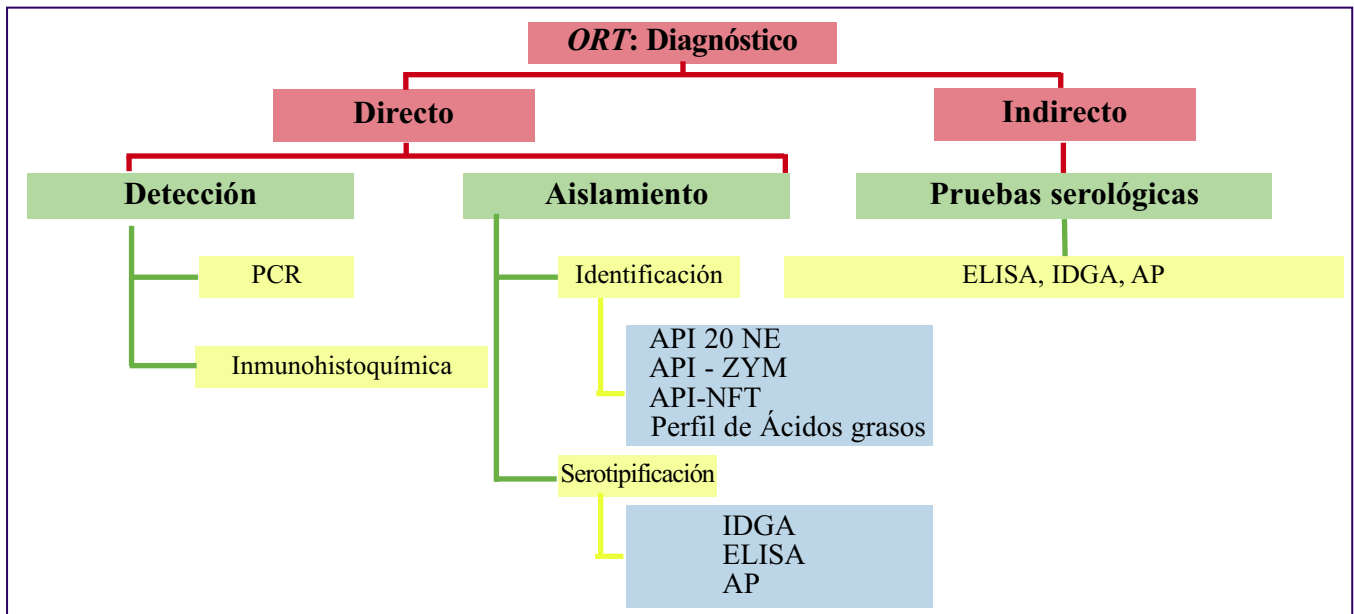 ORT: Diagnóstico
Directo
Indirecto
Detección
Aislamiento
Pruebas serológicas
PCR
Inmunohistoquímica
Identificación
API 20 NE
API - ZYM
API-NFT
Perfil de Ácidos grasos
Serotipificación
IDGA
ELISA
AP
ELISA, IDGA, AP